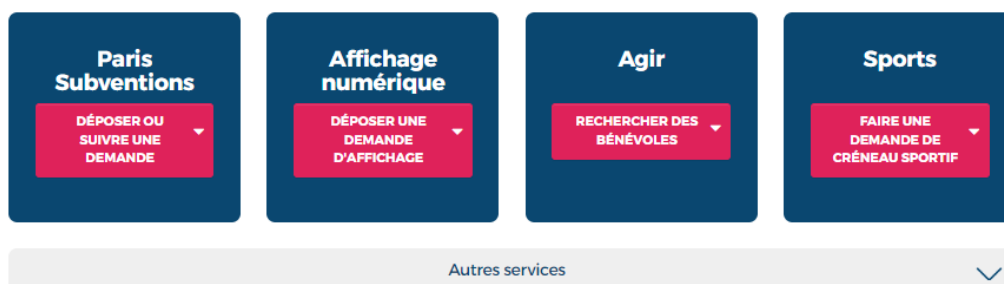 Paris
Subventions
DÉPOSER OU
SUIVRE UNE
DEMANDE
Affichage
numérique
DÉPOSER UNE
DEMANDE
D'AFFICHAGE
Agir
RECHERCHER DES
BÉNÉVOLES
Sports
FAIRE UNE
DEMANDE DE
CRÉNEAU SPORTIF
Autres services